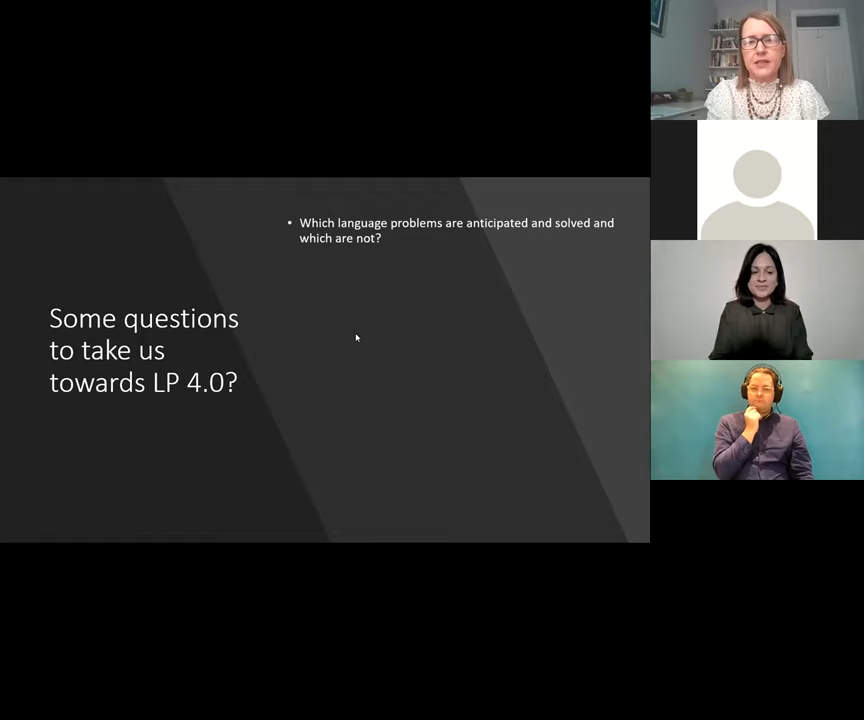 Some questions
to take us
towards LP 4.0?
• Which language problems are anticipated and solved and
which are not?